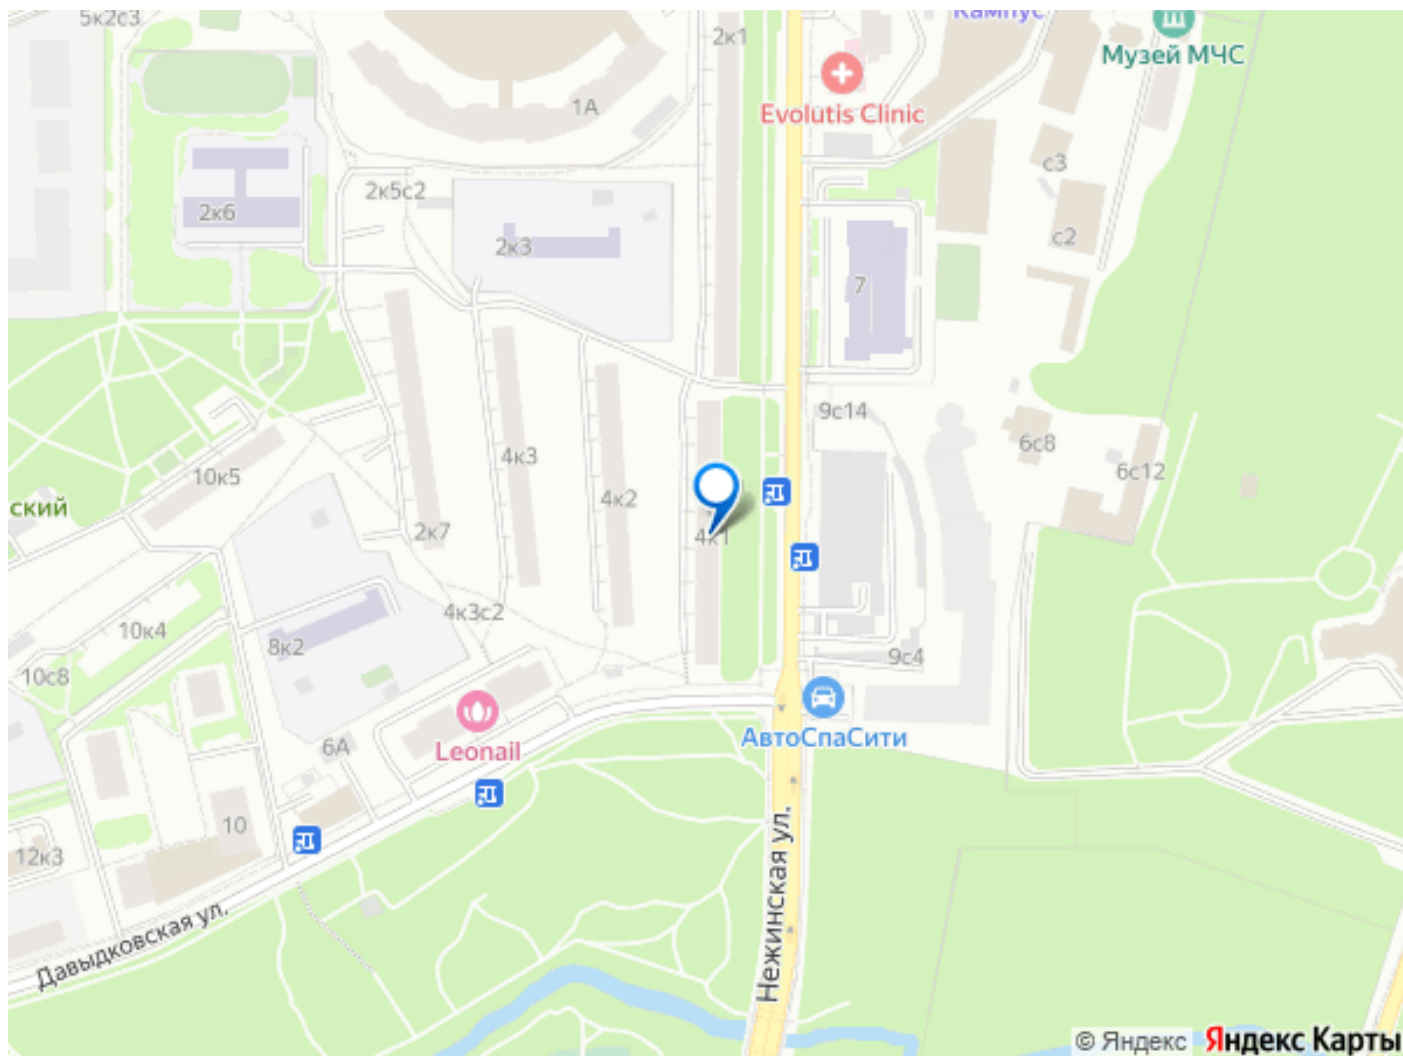 5к2с3
2к1
Кампус
Музей МЧС
1А
Evolutis Clinic
с3
2к5с2
2к6
2к3
с2
7
9с14
6с8
4к3
10к5
4к2
6с12
ский
2к7
4к1
4к3с2
10к4
8к2
9с4
10с8
6А
Leonail
АвтоСпаСити
10
12к3
Нежинская ул.
Давыдковская ул.
© Яндекс Яндекс Карты